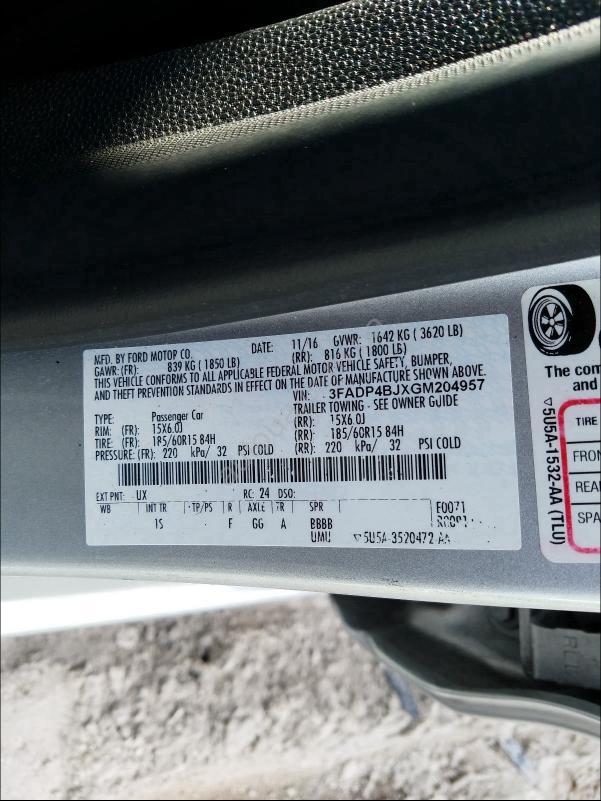 MFD. BY FORD MOTOR CO.
DATE: 11/16 GVWR: 1642 KG ( 3620 LB)
GAWR: (FR): 839 KG ( 1850 LB) (RR): 816 KG ( 1800 LB)
THIS VEHICLE CONFORMS TO ALL APPLICABLE FEDERAL MOTOR VEHICLE SAFETY, BUMPER,
AND THEFT PREVENTION STANDARDS IN EFFECT ON THE DATE OF MANUFACTURE SHOWN ABOVE.
VIN: 3FADP4BJXGM204957
TYPE: Passenger Car TRAILER TOWING - SEE OWNER GUIDE
RIM: (FR): 15X6.0J (RR): 15X6.0J
TIRE: (FR): 185/60R15 84H (RR): 185/60R15 84H
PRESSURE: (FR): 220 kPa/ 32 PSI COLD (RR): 220 kPa/ 32 PSI COLD
EXT PNT: UX RC: 24 DSO:
WB INT TR TP/PS R AXLE TR SPR F0071
1S F GG A BBBB
UMU ▽5U5A-3520472-AA
The com
and
TIRE
FRON
REA
SPA
▽5U5A-1532-AA (TLU)